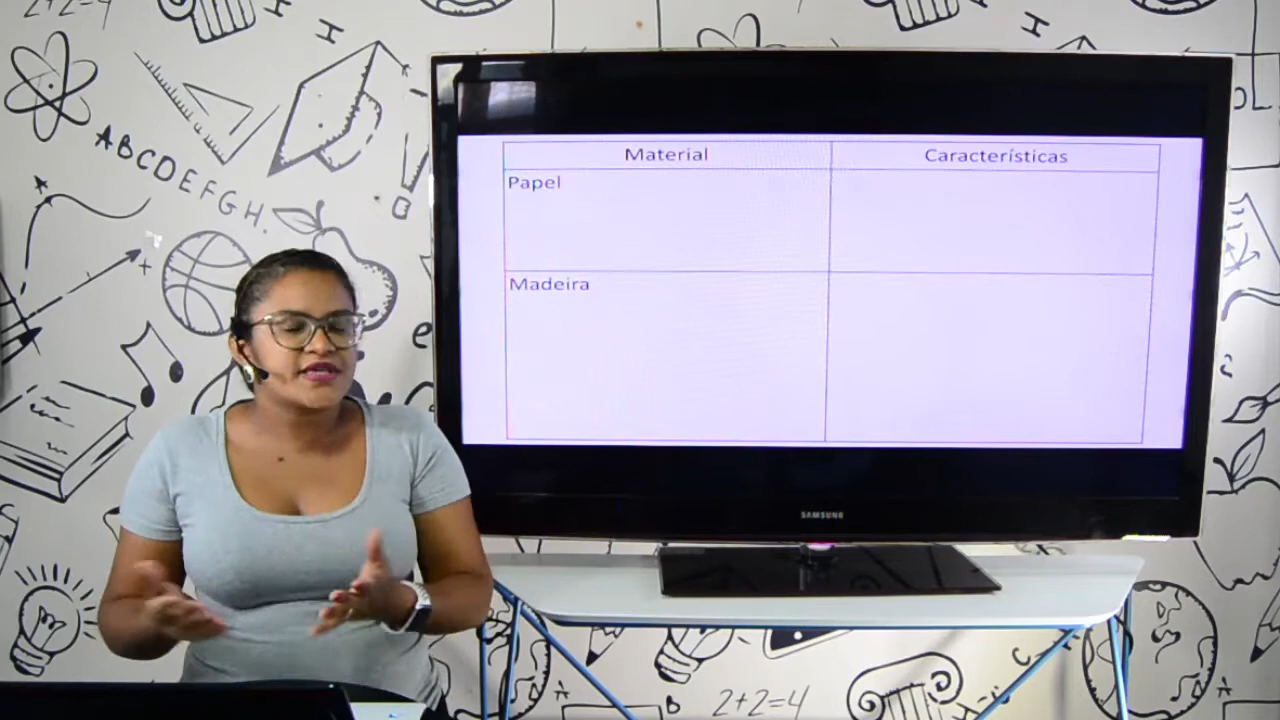 2+2=4
H
H
ABCDEFGH.
Material
Características
Papel
Madeira
SAMSUNG
A
B
2+2=4
A